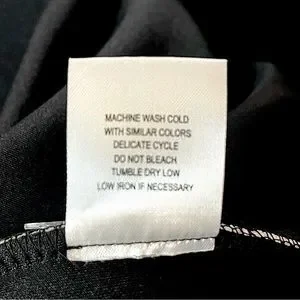 MACHINE WASH COLD
WITH SIMILAR COLORS
DELICATE CYCLE
DO NOT BLEACH
TUMBLE DRY LOW
LOW IRON IF NECESSARY